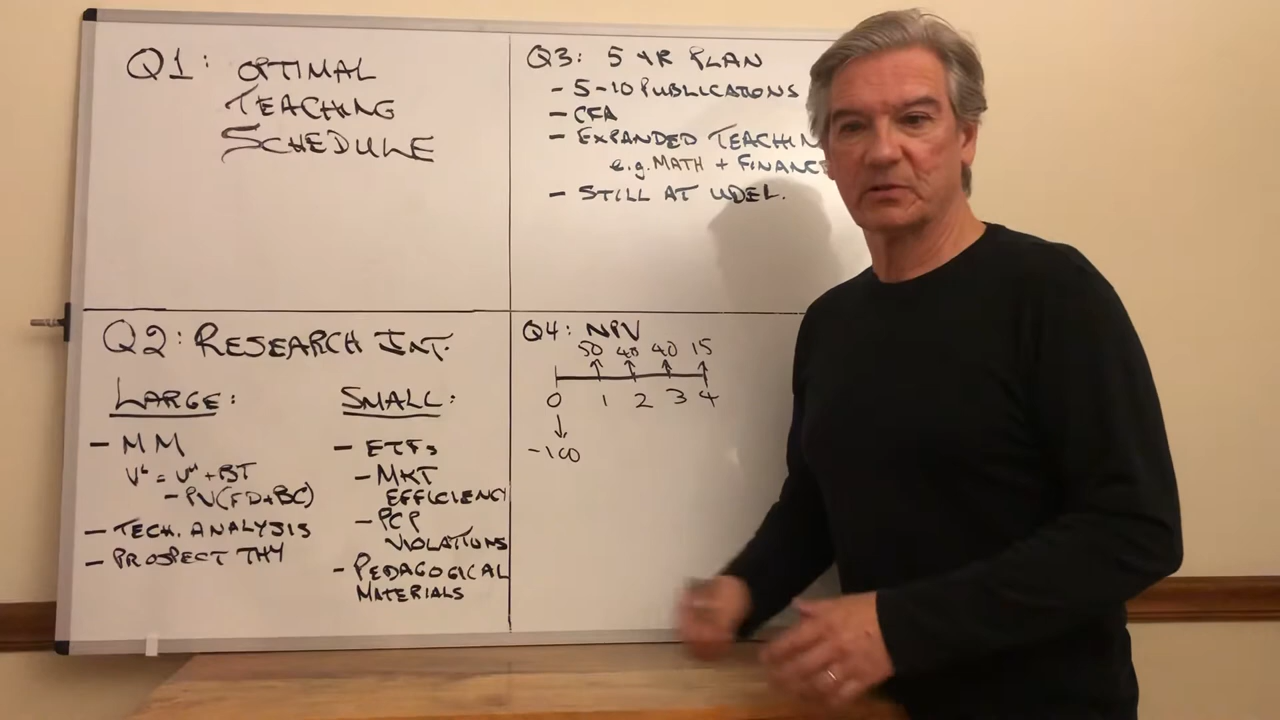 Q1: OPTIMAL
TEACHING
SCHEDULE
Q3: 5 YR PLAN
- 5-10 PUBLICATIONS
- CFA
- EXPANDED TEACHIN
e.g. MATH + FINANCE
- STILL AT UDEL.
Q2: RESEARCH INT.
LARGE:
- MM
V^L = V^U + BT
- PV(FD+BC)
- TECH. ANALYSIS
- PROSPECT THY
SMALL:
- ETFs
- MKT
EFFICIENCY
- PCP
VIOLATIONS
- PEDAGOGICAL
MATERIALS
Q4: NPV
50 40 40 15
0 1 2 3 4
-100